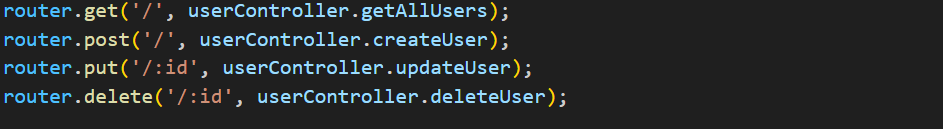 router.get('/', userController.getAllUsers);
router.post('/', userController.createUser);
router.put('/:id', userController.updateUser);
router.delete('/:id', userController.deleteUser);